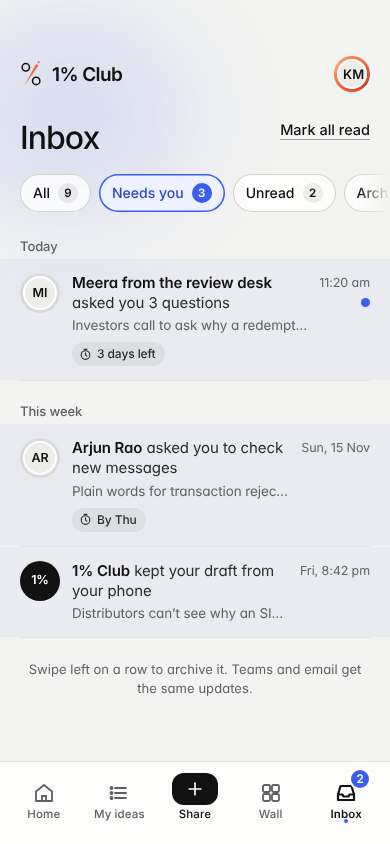 1% Club
KM
Inbox
Mark all read
All 9
Needs you 3
Unread 2
Arch
Today
MI
Meera from the review desk
asked you 3 questions
11:20 am
Investors call to ask why a redempt...
3 days left
This week
AR
Arjun Rao asked you to check
new messages
Sun, 15 Nov
Plain words for transaction rejec...
By Thu
1%
1% Club kept your draft from
your phone
Fri, 8:42 pm
Distributors can't see why an SI...
Swipe left on a row to archive it. Teams and email get
the same updates.
2
Home
My ideas
Share
Wall
Inbox